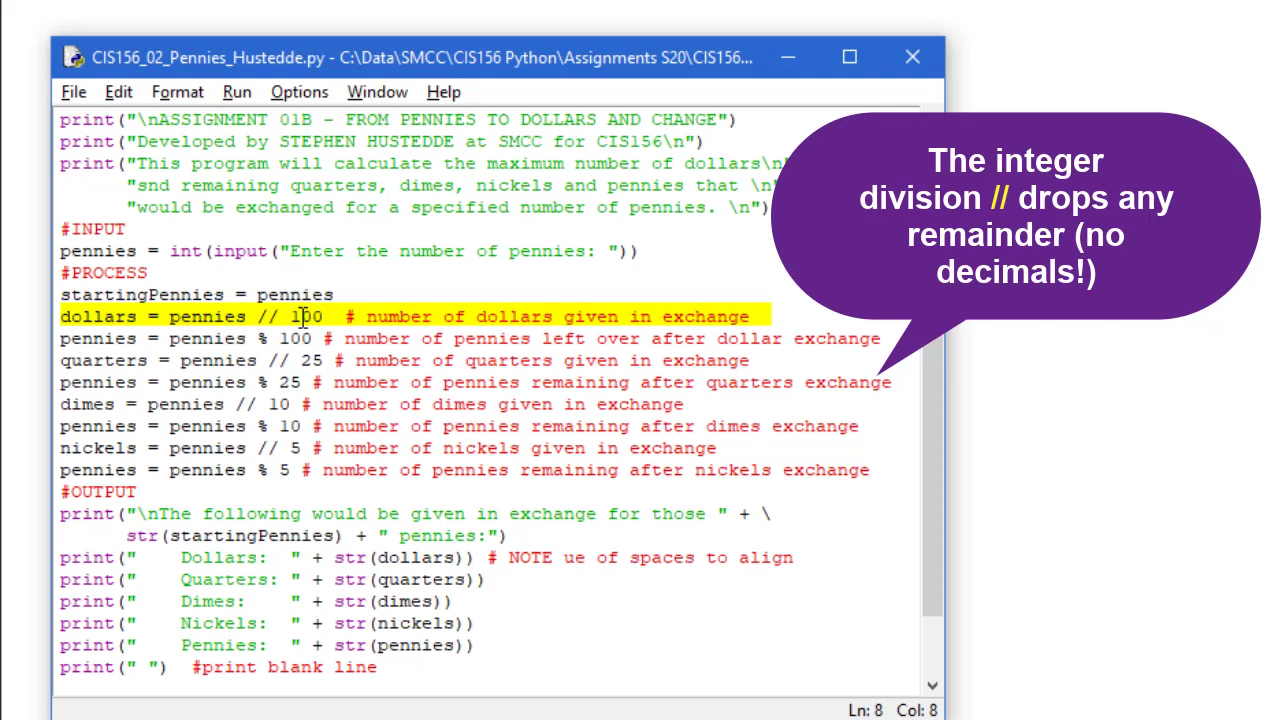 CIS156_02_Pennies_Hustedde.py - C:\Data\SMCC\CIS156 Python\Assignments S20\CIS156...
File Edit Format Run Options Window Help
print("\nASSIGNMENT 01B - FROM PENNIES TO DOLLARS AND CHANGE")
print("Developed by STEPHEN HUSTEDDE at SMCC for CIS156\n")
print("This program will calculate the maximum number of dollars\n"
"snd remaining quarters, dimes, nickels and pennies that \n"
"would be exchanged for a specified number of pennies. \n")
#INPUT
pennies = int(input("Enter the number of pennies: "))
#PROCESS
startingPennies = pennies
dollars = pennies // 100 # number of dollars given in exchange
pennies = pennies % 100 # number of pennies left over after dollar exchange
quarters = pennies // 25 # number of quarters given in exchange
pennies = pennies % 25 # number of pennies remaining after quarters exchange
dimes = pennies // 10 # number of dimes given in exchange
pennies = pennies % 10 # number of pennies remaining after dimes exchange
nickels = pennies // 5 # number of nickels given in exchange
pennies = pennies % 5 # number of pennies remaining after nickels exchange
#OUTPUT
print("\nThe following would be given in exchange for those " + \
str(startingPennies) + " pennies:")
print("    Dollars:  " + str(dollars)) # NOTE ue of spaces to align
print("    Quarters: " + str(quarters))
print("    Dimes:    " + str(dimes))
print("    Nickels:  " + str(nickels))
print("    Pennies:  " + str(pennies))
print(" ")  #print blank line
Ln: 8 Col: 8
The integer
division // drops any
remainder (no
decimals!)